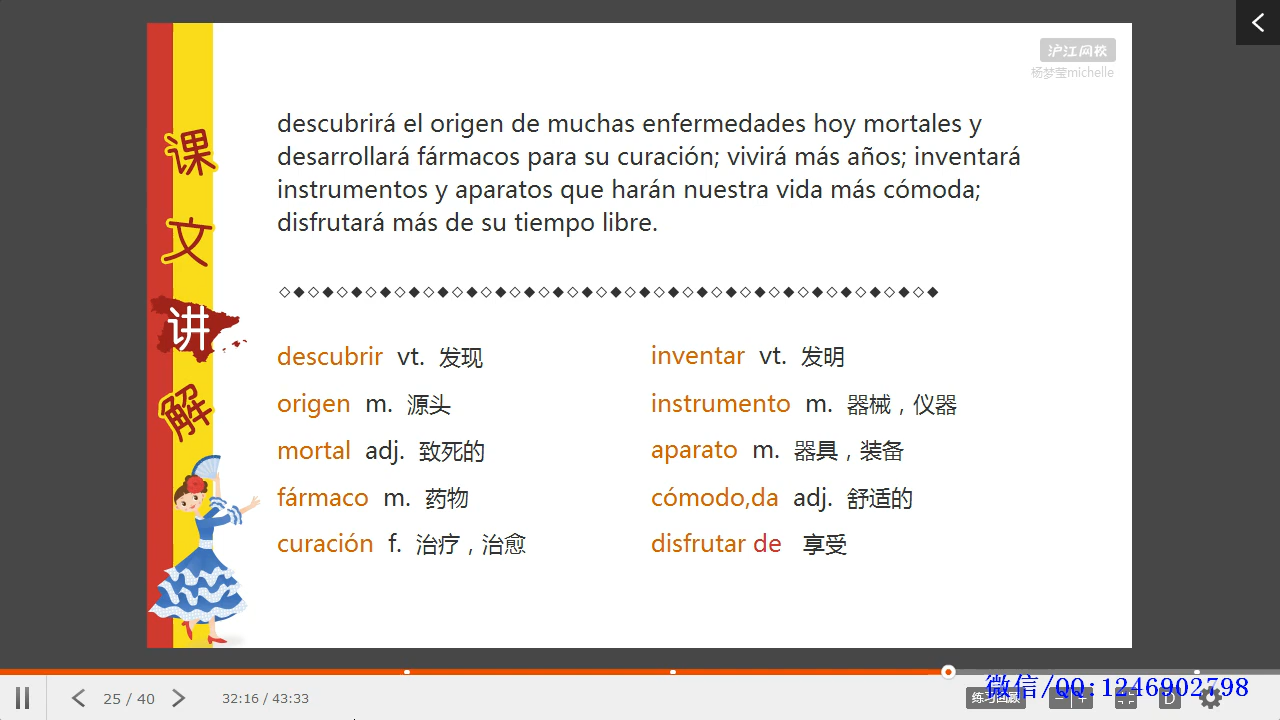 沪江网校
杨梦莹michelle
课文讲解
descubrirá el origen de muchas enfermedades hoy mortales y
desarrollará fármacos para su curación; vivirá más años; inventará
instrumentos y aparatos que harán nuestra vida más cómoda;
disfrutará más de su tiempo libre.
descubrir vt. 发现
inventar vt. 发明
origen m. 源头
instrumento m. 器械，仪器
mortal adj. 致死的
aparato m. 器具，装备
fármaco m. 药物
cómodo,da adj. 舒适的
curación f. 治疗，治愈
disfrutar de 享受
25 / 40
32:16 / 43:33
练习回顾
微信/QQ:1246902798
D